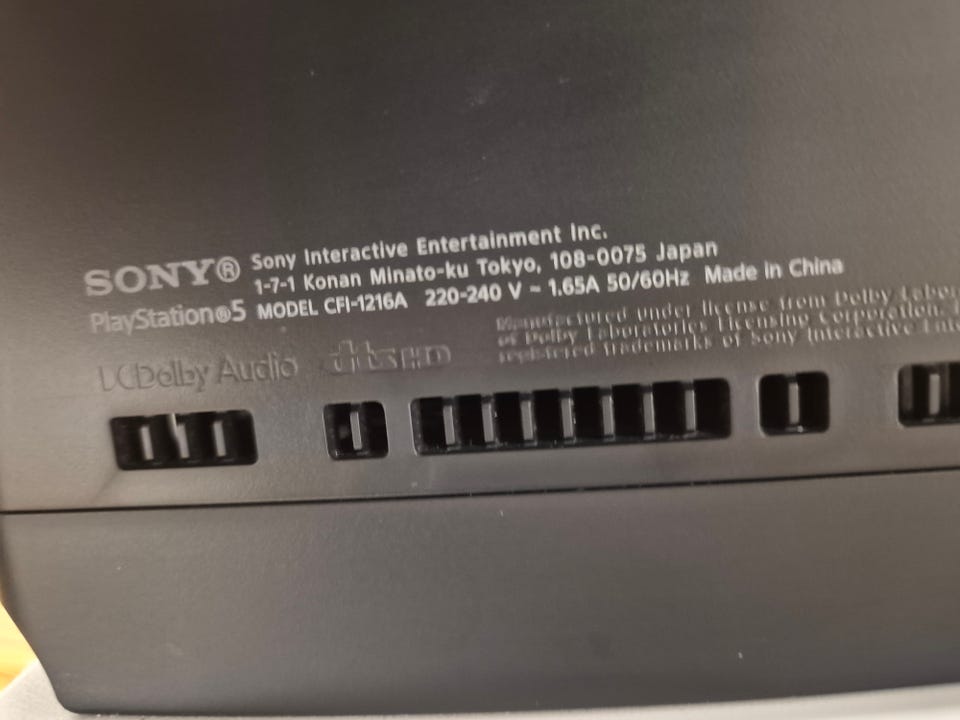 SONY® Sony Interactive Entertainment Inc.
1-7-1 Konan Minato-ku Tokyo, 108-0075 Japan
PlayStation®5 MODEL CFI-1216A 220-240 V ~ 1.65A 50/60Hz Made in China
Manufactured under license from Dolby
of Dolby Laboratories Licensing Corporation.
registered trademarks of Sony Interactive
Dolby Audio dts HD